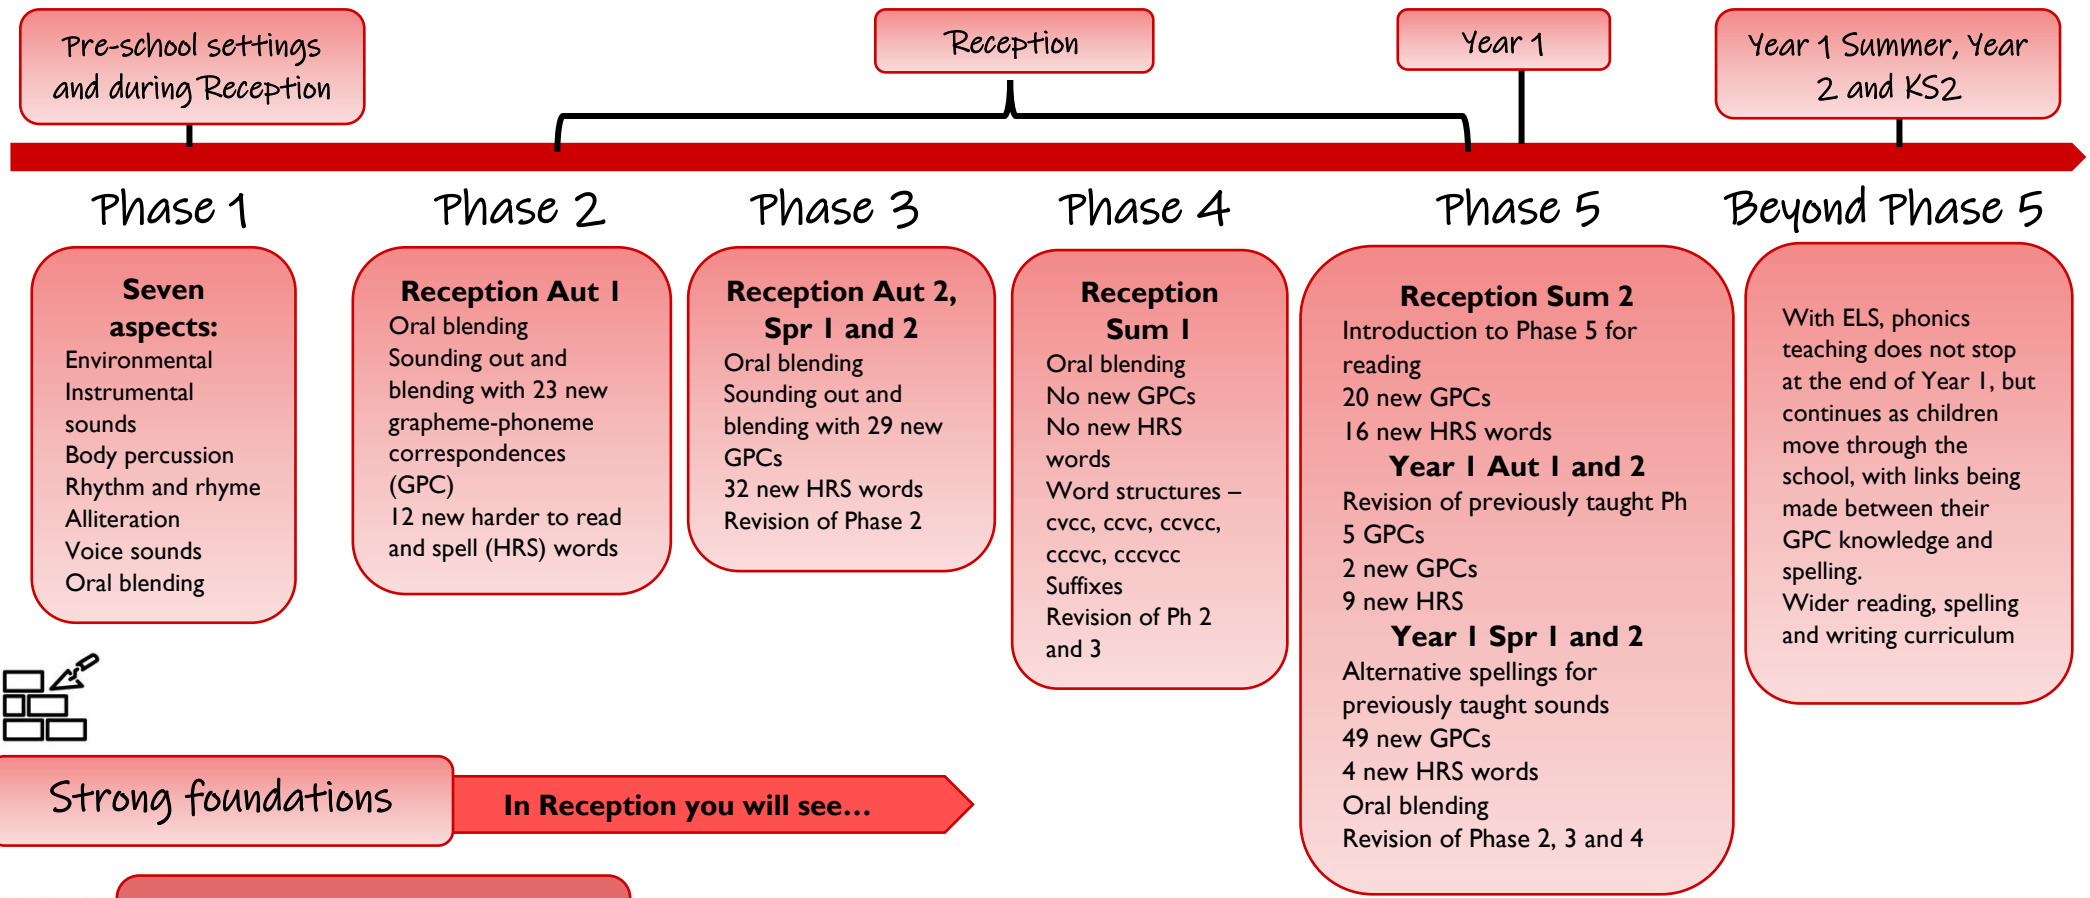 Pre-school settings
and during Reception
Reception
Year 1
Year 1 Summer, Year
2 and KS2
Phase 1
Phase 2
Phase 3
Phase 4
Phase 5
Beyond Phase 5
Seven
aspects:
Environmental
Instrumental
sounds
Body percussion
Rhythm and rhyme
Alliteration
Voice sounds
Oral blending
Reception Aut 1
Oral blending
Sounding out and
blending with 23 new
grapheme-phoneme
correspondences
(GPC)
12 new harder to read
and spell (HRS) words
Reception Aut 2,
Spr 1 and 2
Oral blending
Sounding out and
blending with 29 new
GPCs
32 new HRS words
Revision of Phase 2
Reception
Sum 1
Oral blending
No new GPCs
No new HRS
words
Word structures –
cvcc, ccvc, ccvcc,
cccvc, cccvcc
Suffixes
Revision of Ph 2
and 3
Reception Sum 2
Introduction to Phase 5 for
reading
20 new GPCs
16 new HRS words
Year 1 Aut 1 and 2
Revision of previously taught Ph
5 GPCs
2 new GPCs
9 new HRS
Year 1 Spr 1 and 2
Alternative spellings for
previously taught sounds
49 new GPCs
4 new HRS words
Oral blending
Revision of Phase 2, 3 and 4
With ELS, phonics
teaching does not stop
at the end of Year 1, but
continues as children
move through the
school, with links being
made between their
GPC knowledge and
spelling.
Wider reading, spelling
and writing curriculum
Strong foundations
In Reception you will see…